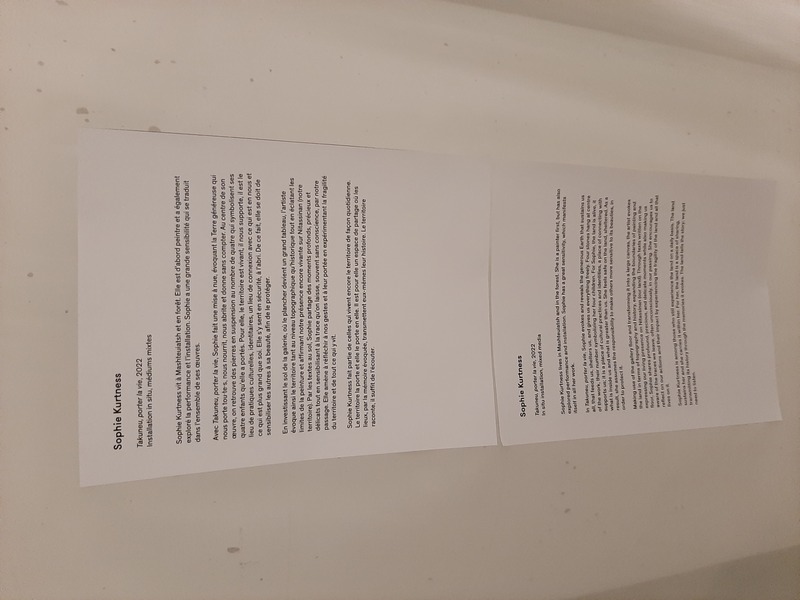 Sophie Kurtness
Takuneu, porter la vie, 2022
Installation in situ, médiums mixtes
Sophie Kurtness vit à Mashteuiatsh et en forêt. Elle est d'abord peintre et a également
exploré la performance et l'installation. Sophie a une grande sensibilité qui se traduit
dans l'ensemble de ses œuvres.
Avec Takuneu, porter la vie, Sophie fait une mise à nue, évoquant la Terre généreuse qui
nous porte tou·te·s, nous nourrit, nous abrite et donne sans compter. Au centre de son
œuvre, on retrouve des pierres en suspension au nombre de quatre qui symbolisent ses
quatre enfants qu'elle a portés. Pour elle, le territoire est vivant, il nous supporte, il est le
lieu de pratiques culturelles, identitaires, un lieu de connexion avec ce qui est en nous et
ce qui est plus grand que soi. Elle s'y sent en sécurité, à l'abri. De ce fait, elle se doit de
sensibiliser les autres à sa beauté, afin de le protéger.
En investissant le sol de la galerie, où le plancher devient un grand tableau, l'artiste
évoque ainsi le territoire tant au niveau topographique qu'historique tout en éclatant les
limites de la peinture et affirmant notre présence encore vivante sur Nitassinan (notre
territoire). Par les textes au sol, Sophie partage des moments profonds, précieux et
délicats tout en sensibilisant à la trace qu'on laisse, souvent sans conscience, par notre
passage. Elle amène à réfléchir à nos gestes et à leur portée en expérimentant la fragilité
du territoire et de tout ce qui y vit.
Sophie Kurtness fait partie de celles qui vivent encore le territoire de façon quotidienne.
Le territoire la porte et elle le porte en elle. Il est pour elle un espace de partage où les
lieux, par la mémoire évoquée, transmettent eux-mêmes leur histoire. Le territoire
raconte, il suffit de l'écouter.
Sophie Kurtness
Takuneu, porter la vie, 2022
In situ installation, mixed media
Sophie Kurtness lives in Mashteuiatsh and in the forest. She is a painter first, but has also
explored performance and installation. Sophie has a great sensitivity, which manifests
itself in all her work.
In Takuneu, porter la vie, Sophie evokes and reveals the generous Earth that sustains us
all, that feeds us, shelters us, and gives us everything freely. Four stones hang at centre
of the work, their number symbolizing her four children. For Sophie, the land is alive, it
supports us; it is a place of cultural practices and identities, a place of connecting with
what is inside us and what is greater than us. She feels safe on the land, sheltered. As a
result, she assumes the responsibility to make others more sensitive to its beauties, in
order to protect it.
Making use of the gallery floor and transforming it into a large canvas, the artist evokes
the land in terms of topography and history, expanding the boundaries of painting and
expressing our living presence on Nitassinan (our land). Through texts written on the
floor, Sophie shares profound, precious, and delicate moments while also making us
aware of the traces we leave, often unconsciously, in our passing. She encourages us to
reflect on our actions and their impact by experiencing the fragility of the land and all that
lives on it.
Sophie Kurtness is among those who still experience the land on a daily basis. The land
sustains her and she carries it within her. For her, the land is a space of sharing,
transmitting its history through the memories it evokes. The land tells the story; we just
need to listen.